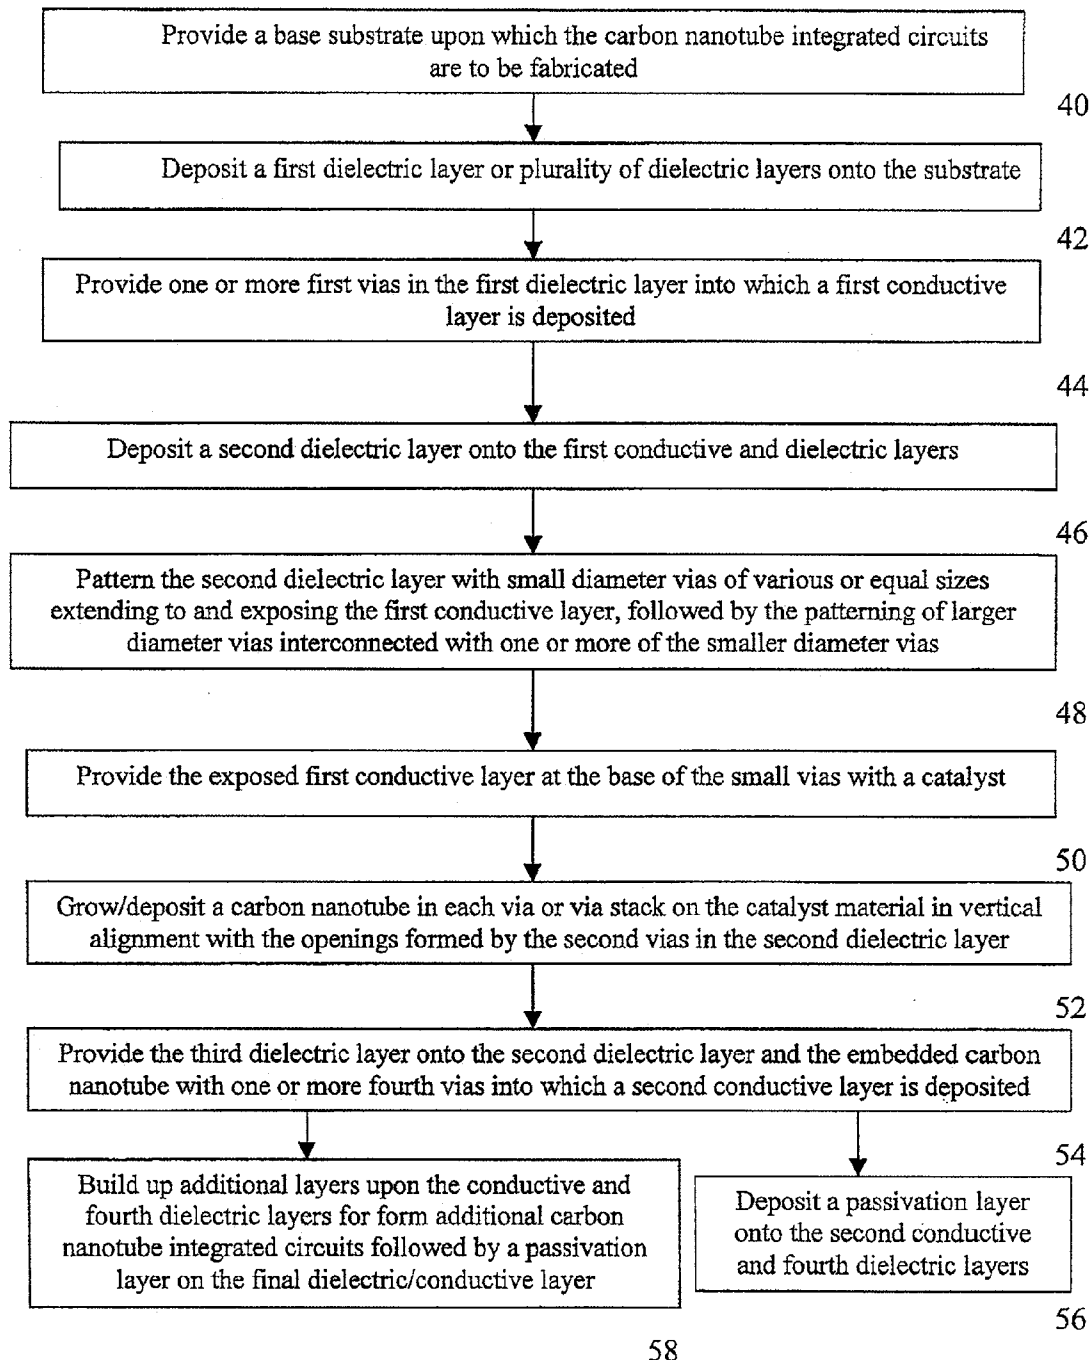 Provide a base substrate upon which the carbon nanotube integrated circuits
are to be fabricated
40
Deposit a first dielectric layer or plurality of dielectric layers onto the substrate
42
Provide one or more first vias in the first dielectric layer into which a first conductive
layer is deposited
44
Deposit a second dielectric layer onto the first conductive and dielectric layers
46
Pattern the second dielectric layer with small diameter vias of various or equal sizes
extending to and exposing the first conductive layer, followed by the patterning of larger
diameter vias interconnected with one or more of the smaller diameter vias
48
Provide the exposed first conductive layer at the base of the small vias with a catalyst
50
Grow/deposit a carbon nanotube in each via or via stack on the catalyst material in vertical
alignment with the openings formed by the second vias in the second dielectric layer
52
Provide the third dielectric layer onto the second dielectric layer and the embedded carbon
nanotube with one or more fourth vias into which a second conductive layer is deposited
54
Build up additional layers upon the conductive and
fourth dielectric layers for form additional carbon
nanotube integrated circuits followed by a passivation
layer on the final dielectric/conductive layer
58
Deposit a passivation layer
onto the second conductive
and fourth dielectric layers
56